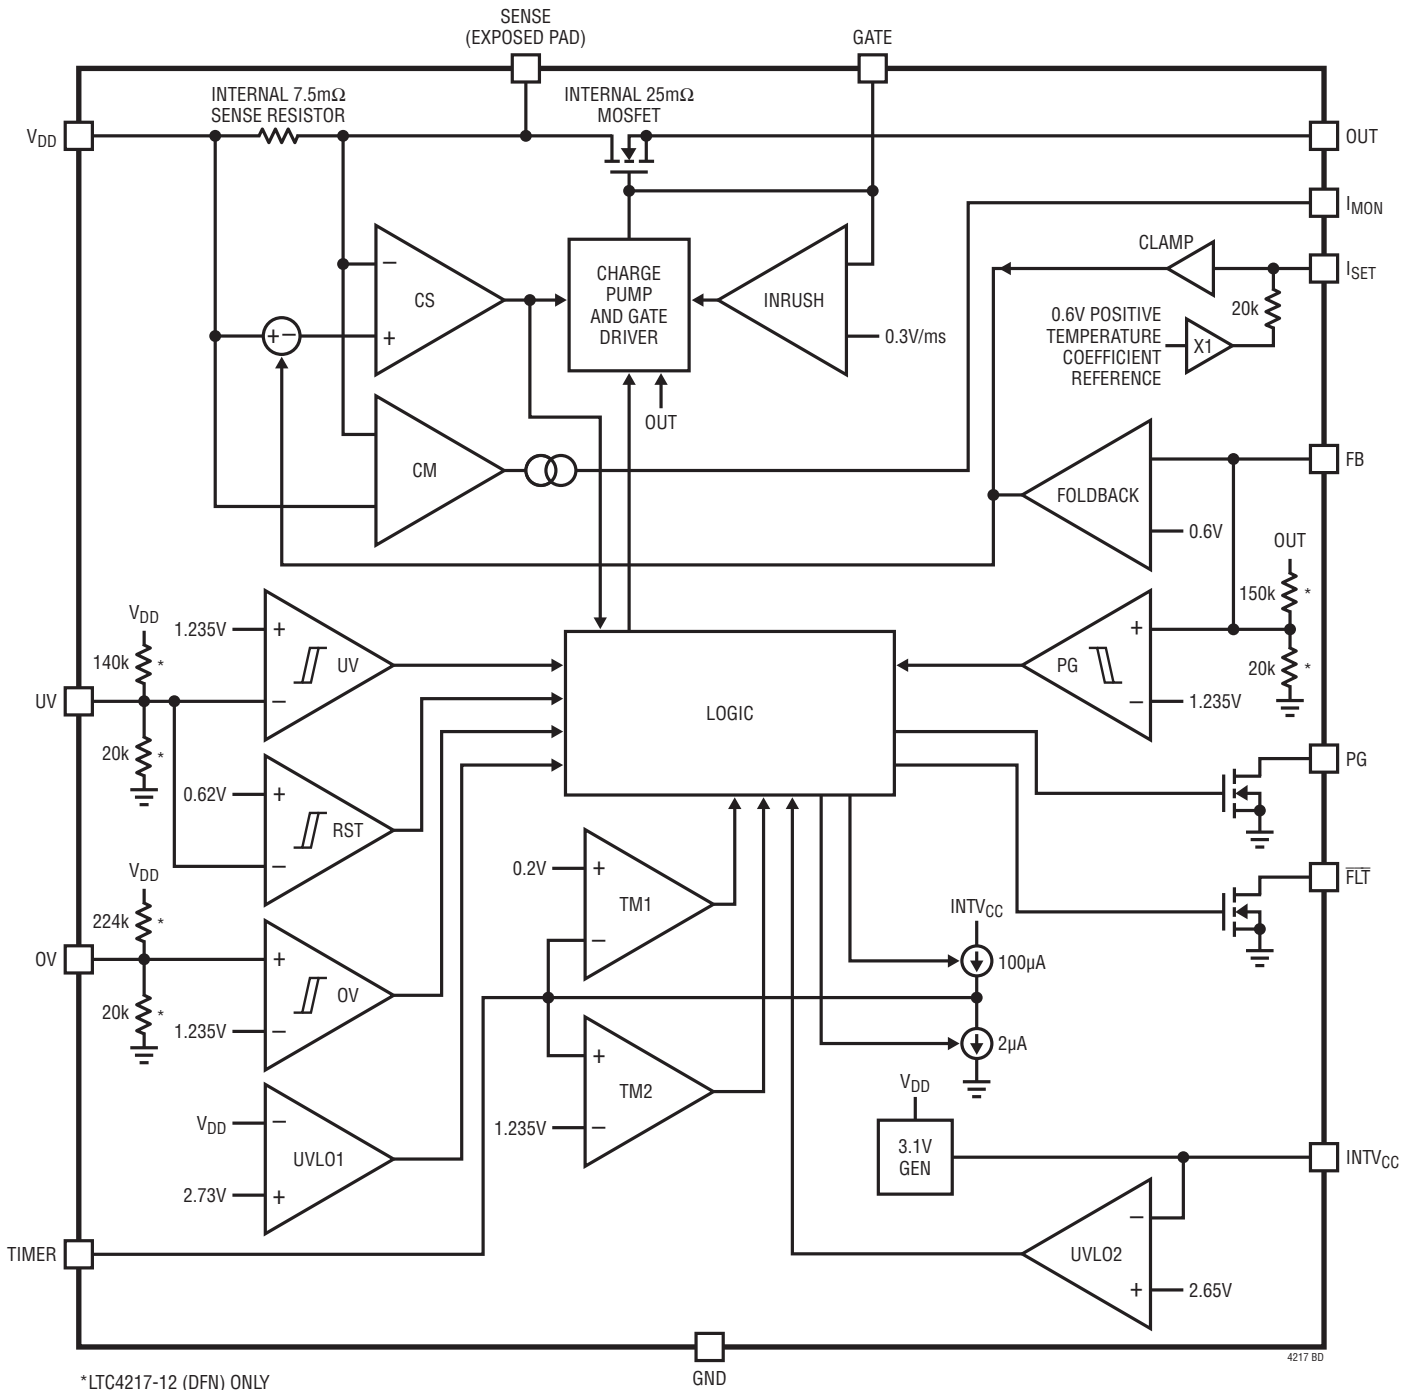 SENSE
(EXPOSED PAD)
GATE
INTERNAL 7.5mΩ
SENSE RESISTOR
INTERNAL 25mΩ
MOSFET
VDD
OUT
IMON
CLAMP
ISET
CS
−
+
+−
CHARGE
PUMP
AND GATE
DRIVER
INRUSH
0.3V/ms
20k
0.6V POSITIVE
TEMPERATURE
COEFFICIENT
REFERENCE
X1
OUT
CM
FOLDBACK
FB
0.6V
OUT
150k *
20k *
VDD
1.235V
+
UV
−
140k *
UV
20k *
LOGIC
+
PG
−
1.235V
0.62V
+
RST
−
PG
VDD
224k *
OV
20k *
+
OV
−
1.235V
0.2V
+
TM1
−
FLT
INTVCC
100µA
2µA
+
TM2
−
1.235V
VDD
−
UVLO1
2.73V
+
VDD
3.1V
GEN
INTVCC
−
UVLO2
+
2.65V
TIMER
GND
4217 BD
*LTC4217-12 (DFN) ONLY